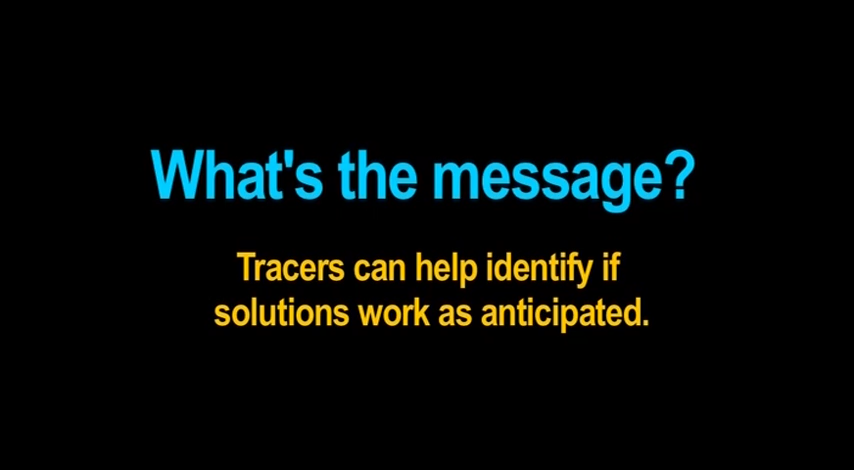 What's the message?
Tracers can help identify if
solutions work as anticipated.